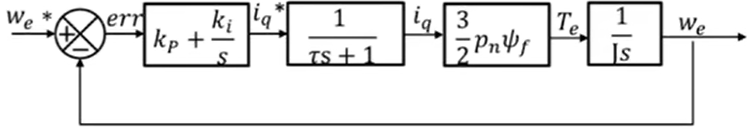 w_e * err k_P + k_i/s i_q* 1/(τs + 1) i_q 3/2 p_n ψ_f T_e 1/Js w_e
+
−